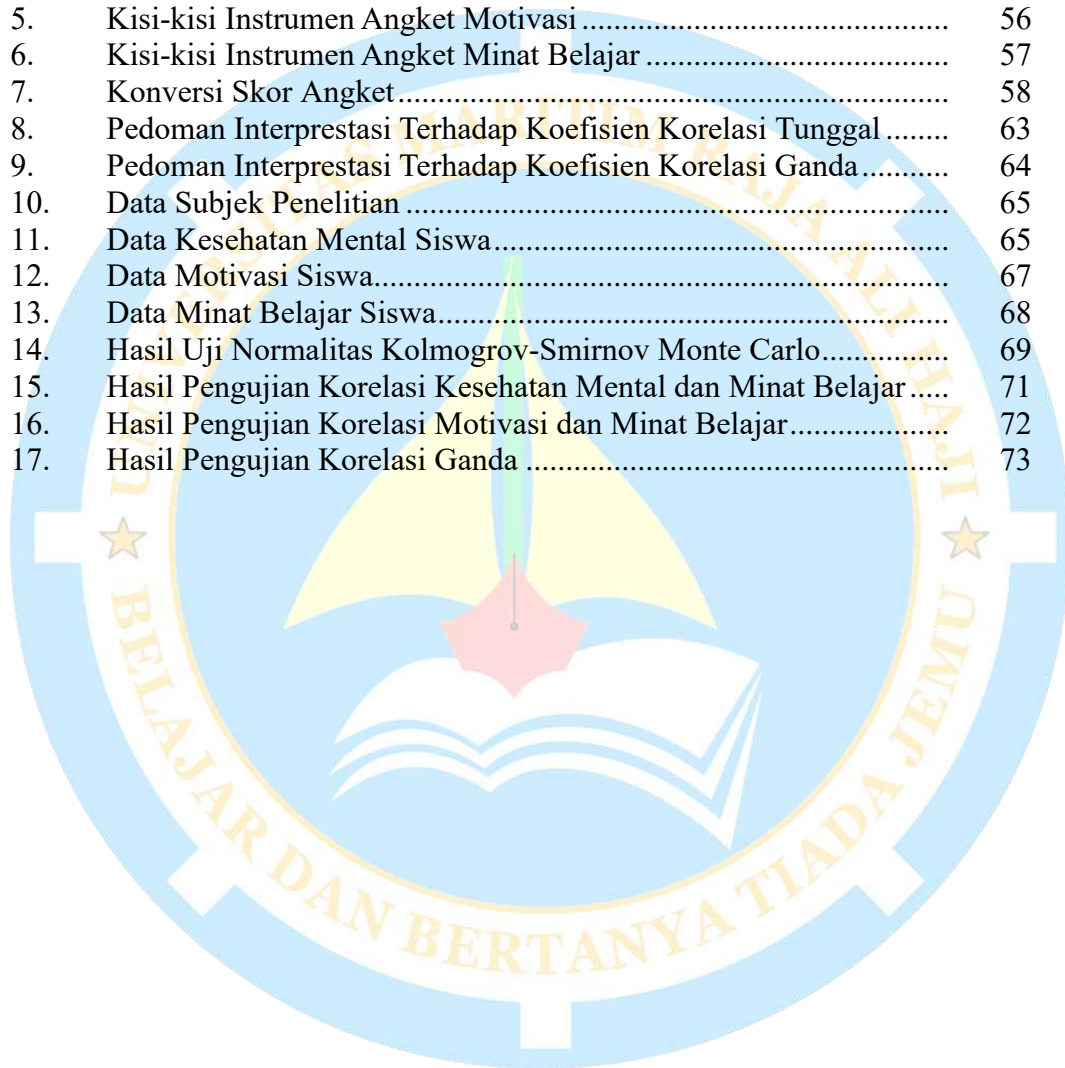 5. Kisi-kisi Instrumen Angket Motivasi ............................................... 56
6. Kisi-kisi Instrumen Angket Minat Belajar ....................................... 57
7. Konversi Skor Angket ....................................................................... 58
8. Pedoman Interprestasi Terhadap Koefisien Korelasi Tunggal ........ 63
9. Pedoman Interprestasi Terhadap Koefisien Korelasi Ganda ........... 64
10. Data Subjek Penelitian ...................................................................... 65
11. Data Kesehatan Mental Siswa ........................................................... 65
12. Data Motivasi Siswa .......................................................................... 67
13. Data Minat Belajar Siswa .................................................................. 68
14. Hasil Uji Normalitas Kolmogrov-Smirnov Monte Carlo ................ 69
15. Hasil Pengujian Korelasi Kesehatan Mental dan Minat Belajar ..... 71
16. Hasil Pengujian Korelasi Motivasi dan Minat Belajar .................... 72
17. Hasil Pengujian Korelasi Ganda ....................................................... 73
UNIVERSITAS MARITIM RAJA ALI HAJI
BELAJAR DAN BERTANYA TIADA JEMU